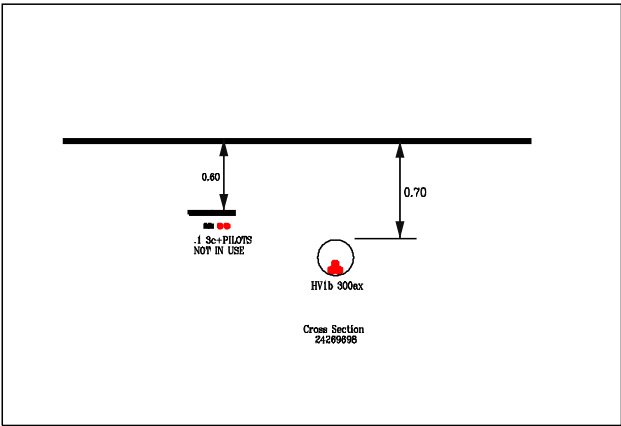 0.60
0.70
.1 3c+PILOTS
NOT IN USE
HV1b 300ax
Cross Section
24269698